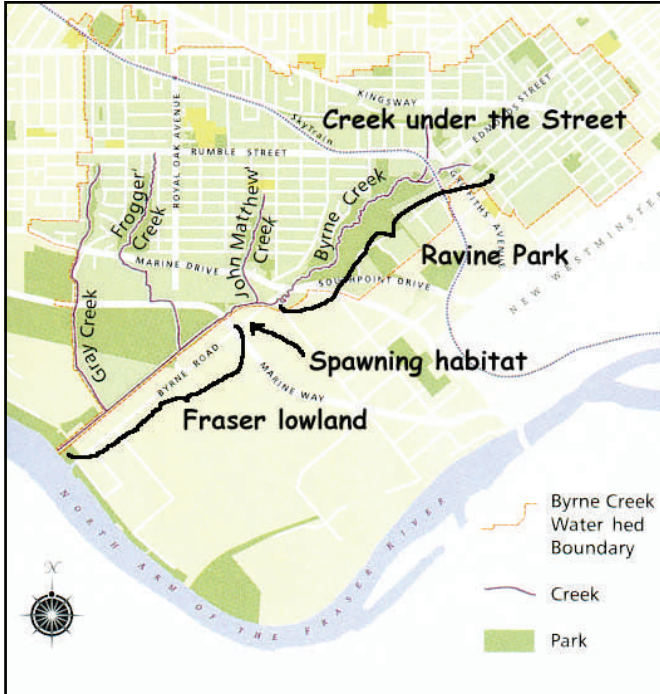 KINGSWAY
SkyTrain
Creek under the Street
EDMONDS STREET
RUMBLE STREET
ROYAL OAK AVENUE
GRIFFITHS AVENUE
Frogger'
Creek
John Matthew'
Creek
Byrne Creek
Ravine Park
NEW WESTMINSTER
MARINE DRIVE
SOUTHPOINT DRIVE
Gray Creek
BYRNE ROAD
Spawning habitat
MARINE WAY
Fraser lowland
NORTH ARM OF THE FRASER RIVER
N
Byrne Creek
Water hed
Boundary
Creek
Park